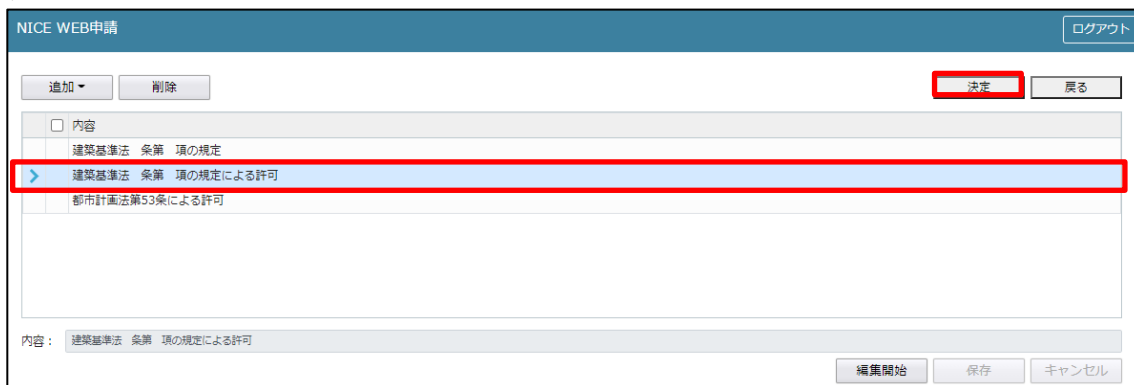 NICE WEB申請 ログアウト
追加 削除 決定 戻る
内容
建築基準法　条第　項の規定
建築基準法　条第　項の規定による許可
都市計画法第53条による許可
内容： 建築基準法　条第　項の規定による許可
編集開始 保存 キャンセル